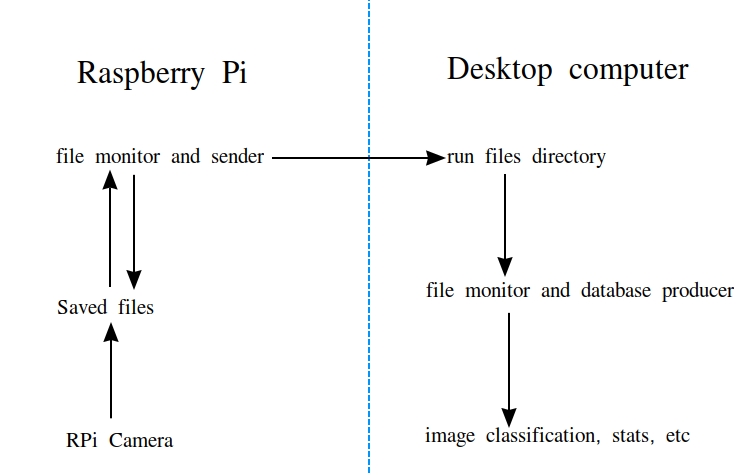 Raspberry Pi
Desktop computer
file monitor and sender
run files directory
Saved files
file monitor and database producer
RPi Camera
image classification, stats, etc